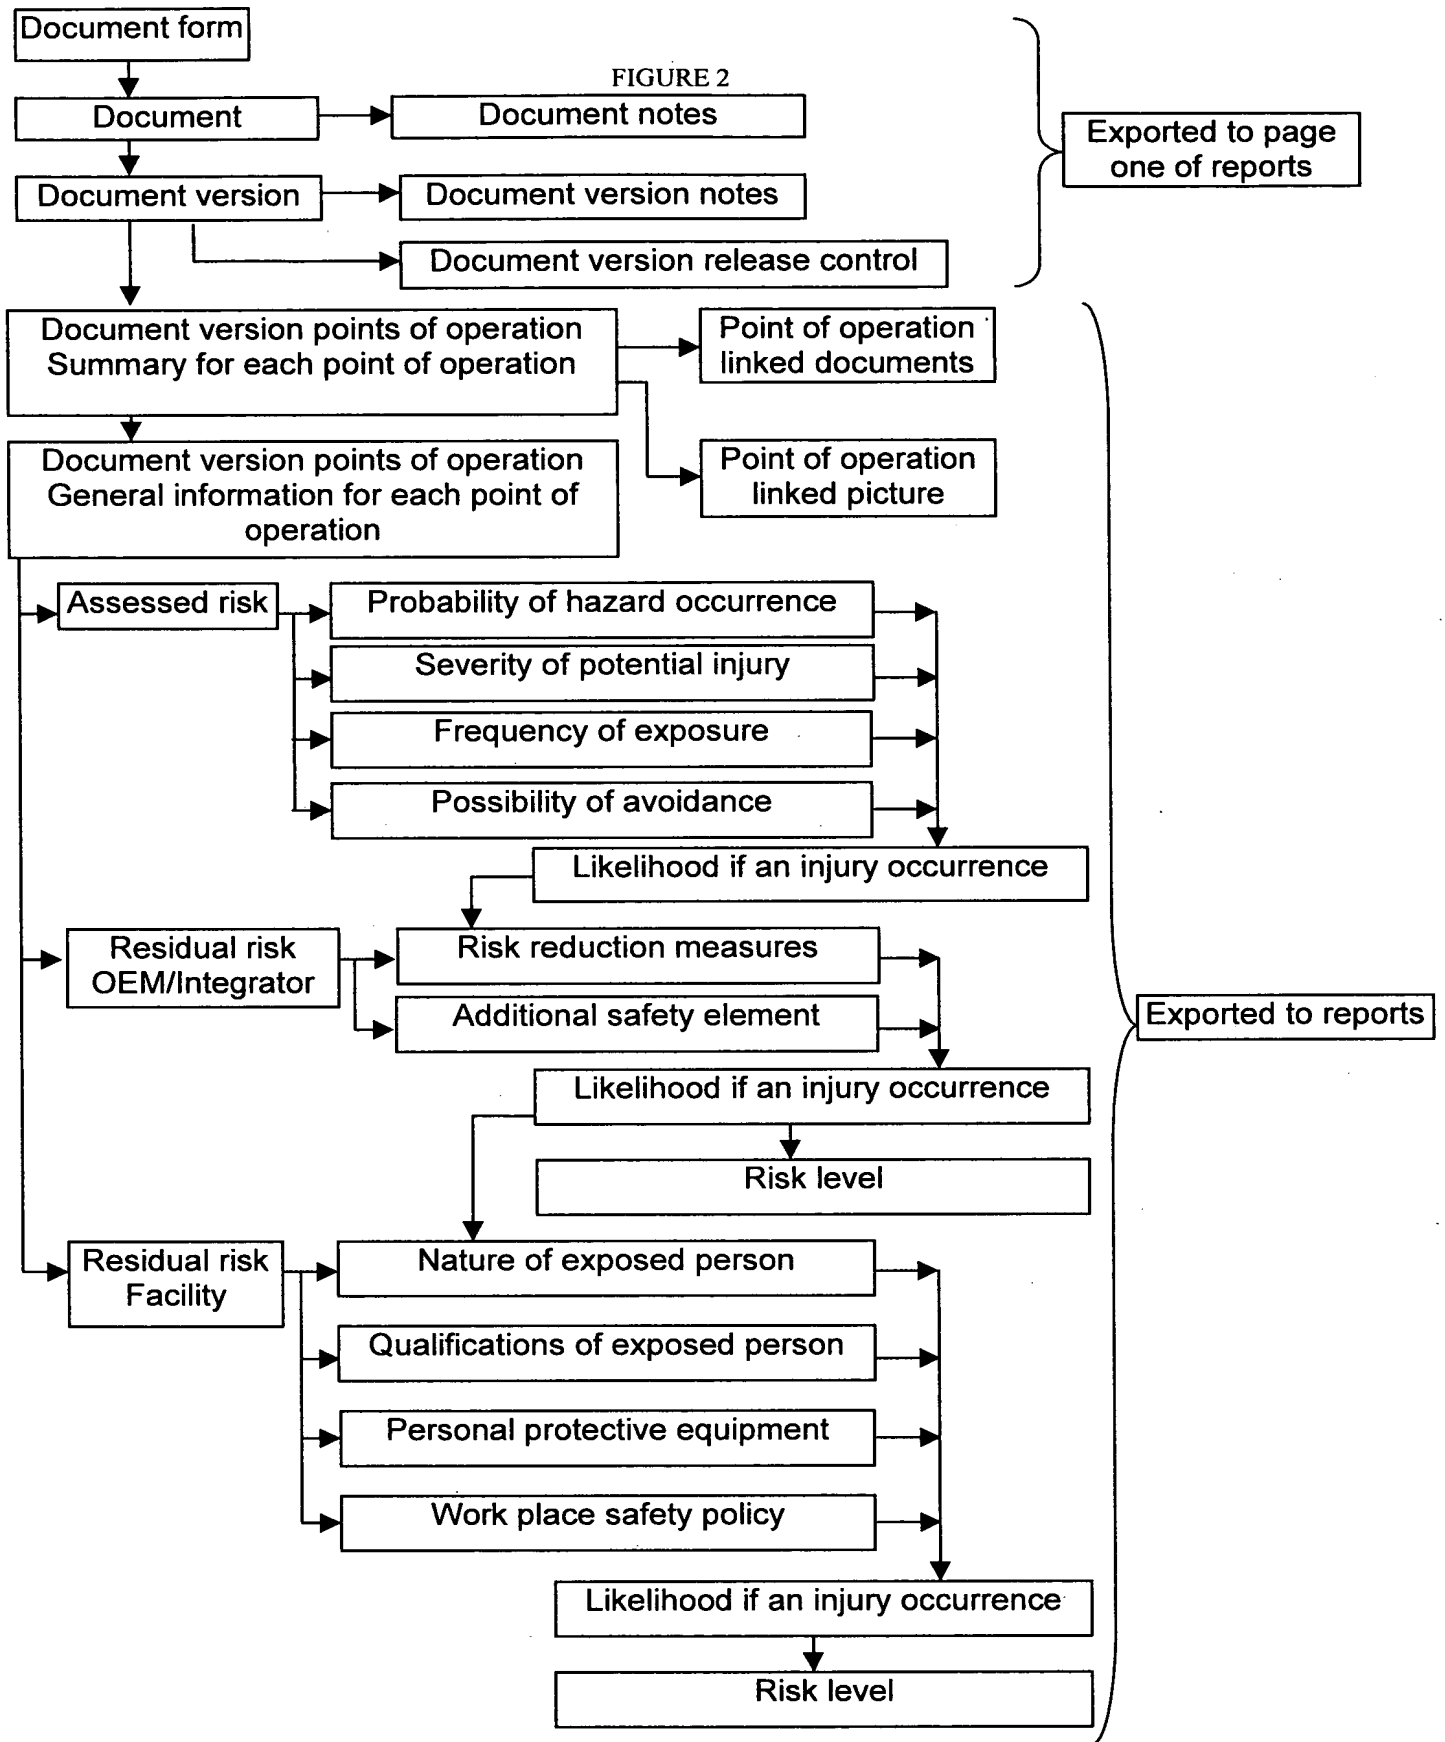 Document form
FIGURE 2
Document
Document notes
Exported to page
one of reports
Document version
Document version notes
Document version release control
Document version points of operation
Summary for each point of operation
Point of operation
linked documents
Document version points of operation
General information for each point of
operation
Point of operation
linked picture
Assessed risk
Probability of hazard occurrence
Severity of potential injury
Frequency of exposure
Possibility of avoidance
Likelihood if an injury occurrence
Residual risk
OEM/Integrator
Risk reduction measures
Additional safety element
Exported to reports
Likelihood if an injury occurrence
Risk level
Residual risk
Facility
Nature of exposed person
Qualifications of exposed person
Personal protective equipment
Work place safety policy
Likelihood if an injury occurrence
Risk level